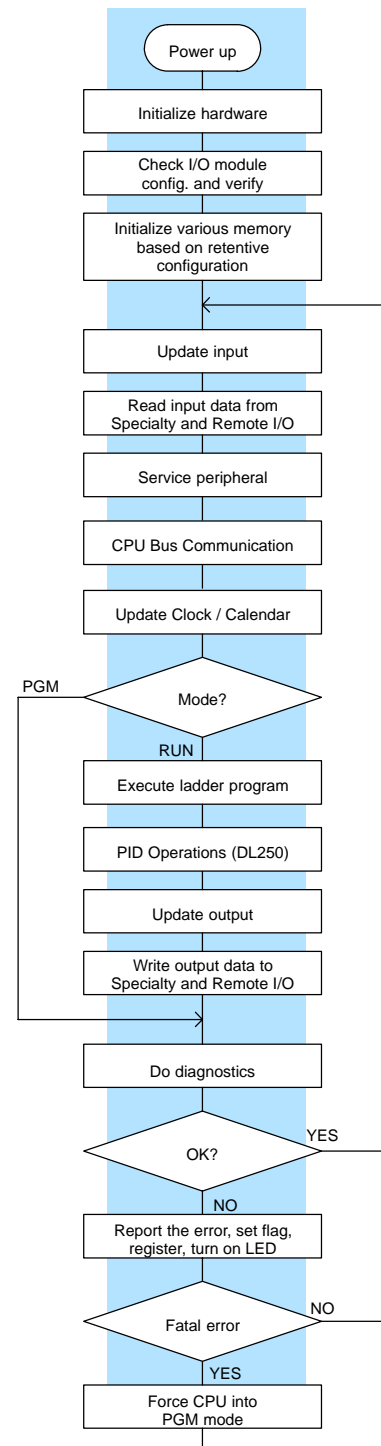 Power up
Initialize hardware
Check I/O module
config. and verify
Initialize various memory
based on retentive
configuration
Update input
Read input data from
Specialty and Remote I/O
Service peripheral
CPU Bus Communication
Update Clock / Calendar
PGM
Mode?
RUN
Execute ladder program
PID Operations (DL250)
Update output
Write output data to
Specialty and Remote I/O
Do diagnostics
OK?
YES
NO
Report the error, set flag,
register, turn on LED
Fatal error
NO
YES
Force CPU into
PGM mode